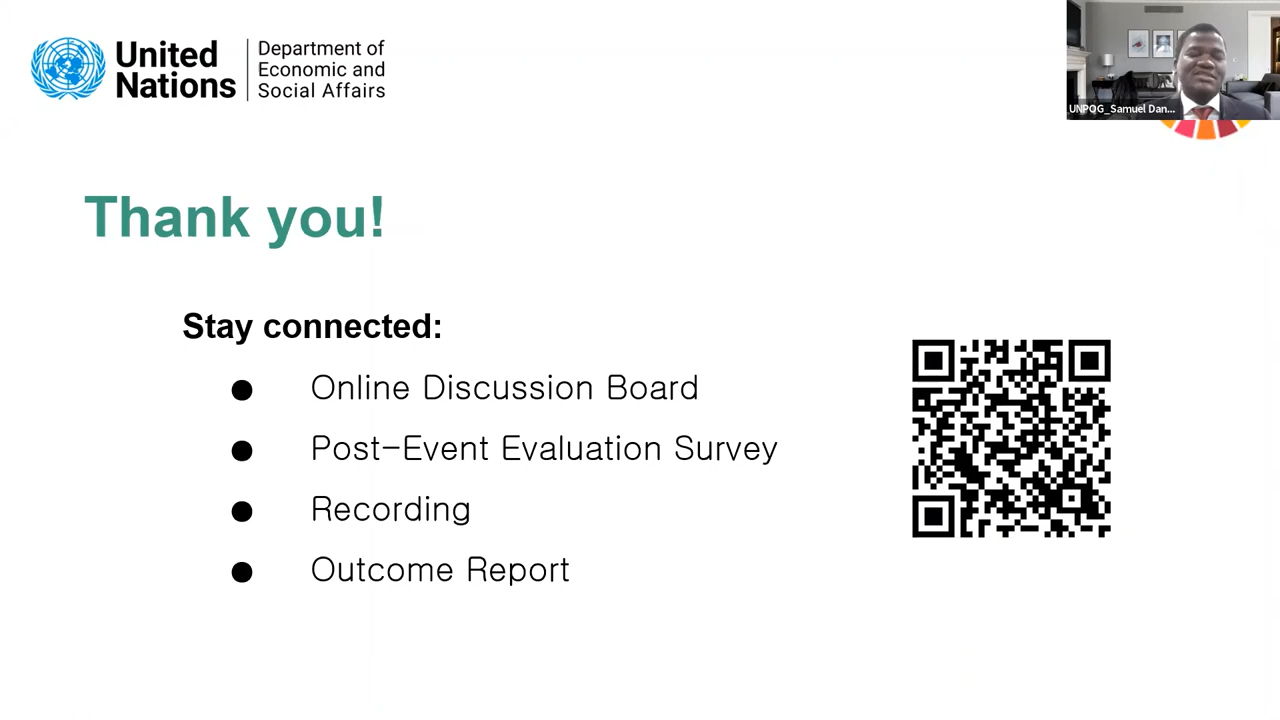 United
Nations
Department of
Economic and
Social Affairs
UNPOG_Samuel Dan...
Thank you!
Stay connected:
● Online Discussion Board
● Post-Event Evaluation Survey
● Recording
● Outcome Report